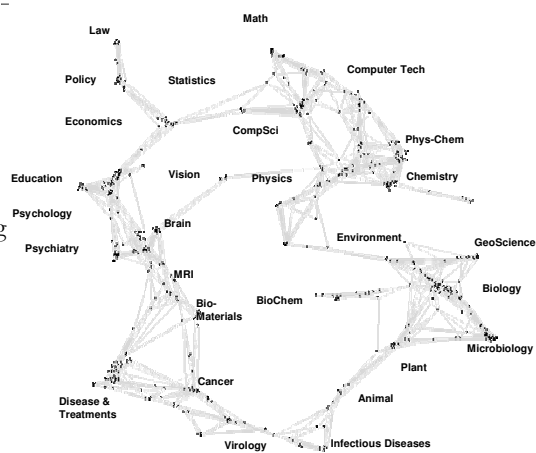 Math
Law
Computer Tech
Policy
Statistics
Economics
CompSci
Phys-Chem
Education
Vision
Physics
Chemistry
Psychology
Brain
g
Psychiatry
Environment
GeoScience
MRI
Biology
Bio-
Materials
BioChem
Microbiology
Plant
Cancer
Animal
Disease &
Treatments
Virology
Infectious Diseases